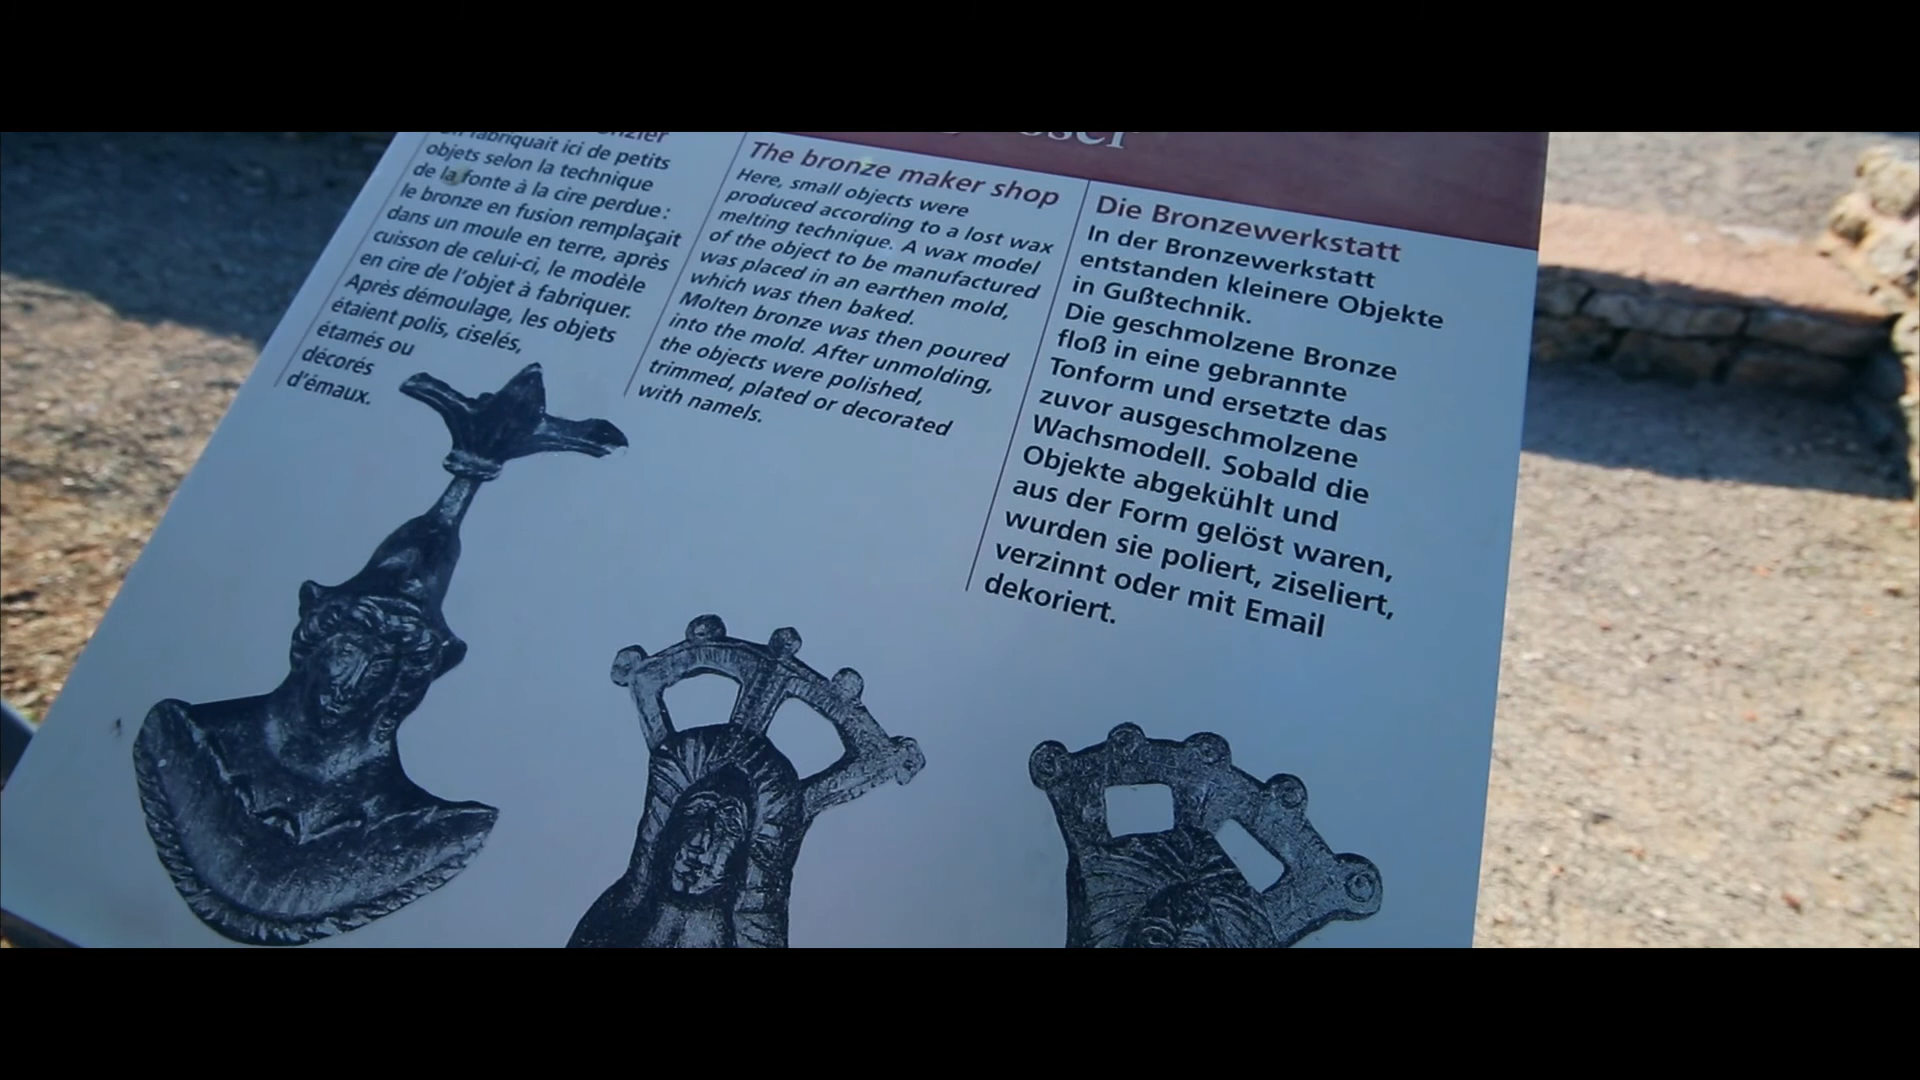 fabriquait ici de petits
objets selon la technique
de la fonte à la cire perdue :
le bronze en fusion remplaçait
dans un moule en terre, après
cuisson de celui-ci, le modèle
en cire de l'objet à fabriquer.
Après démoulage, les objets
étaient polis, ciselés,
étamés ou
décorés
d'émaux.
The bronze maker shop
Here, small objects were
produced according to a lost wax
melting technique. A wax model
of the object to be manufactured
was placed in an earthen mold,
which was then baked.
Molten bronze was then poured
into the mold. After unmolding,
the objects were polished,
trimmed, plated or decorated
with namels.
Die Bronzewerkstatt
In der Bronzewerkstatt
entstanden kleinere Objekte
in Gußtechnik.
Die geschmolzene Bronze
floß in eine gebrannte
Tonform und ersetzte das
zuvor ausgeschmolzene
Wachsmodell. Sobald die
Objekte abgekühlt und
aus der Form gelöst waren,
wurden sie poliert, ziseliert,
verzinnt oder mit Email
dekoriert.